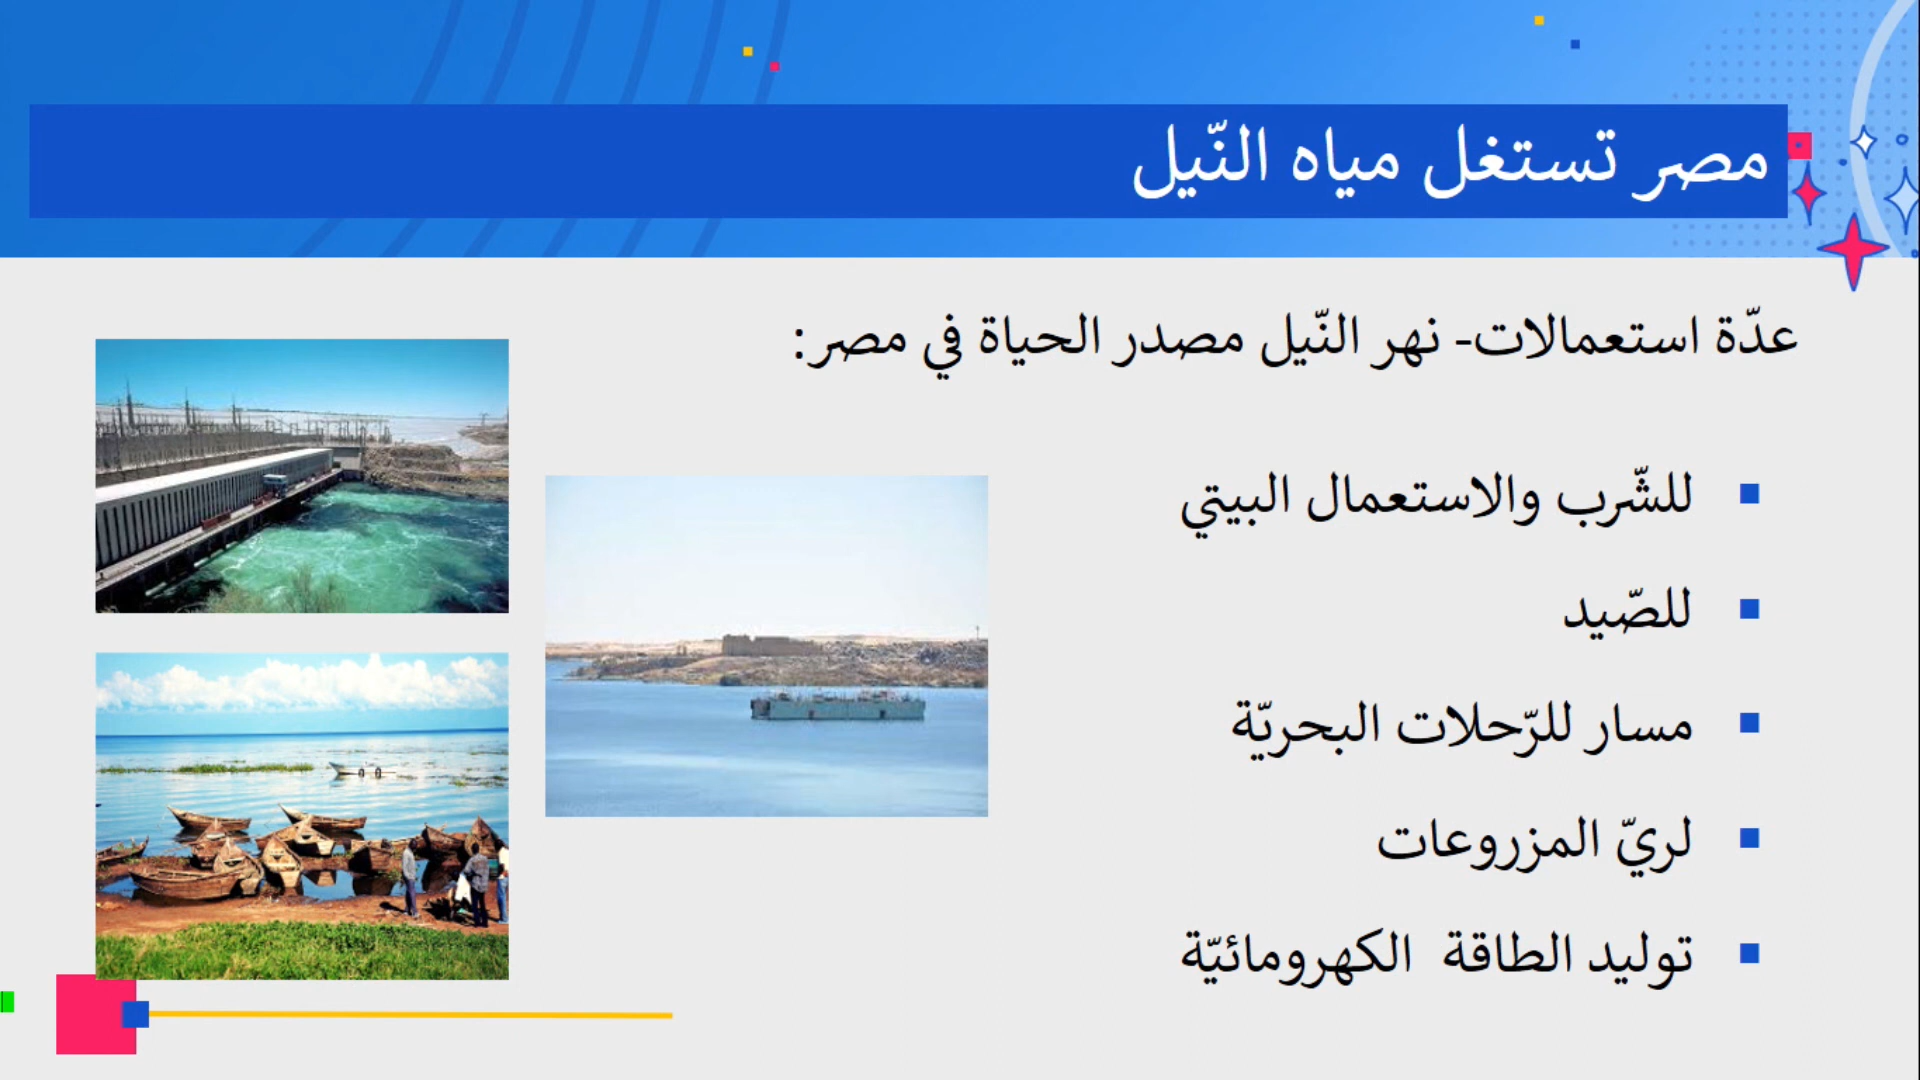 مصر تستغل مياه النّيل
عدّة استعمالات- نهر النّيل مصدر الحياة في مصر:
للشّرب والاستعمال البيتي
للصّيد
مسار للرّحلات البحريّة
لريّ المزروعات
توليد الطاقة الكهرومائيّة